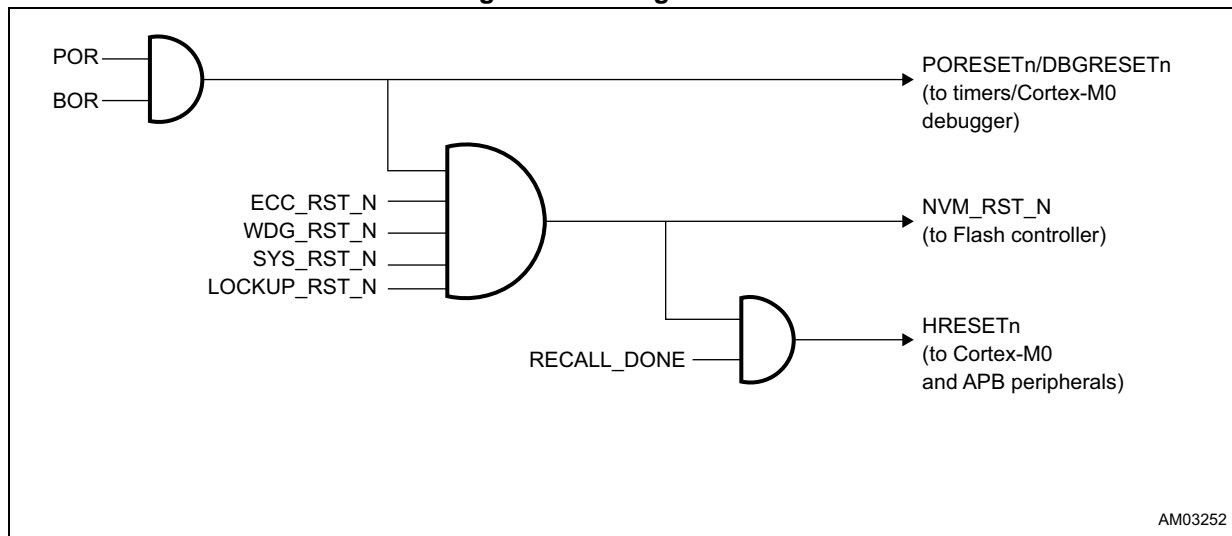 POR
BOR
PORESETn/DBGRESETn
(to timers/Cortex-M0
debugger)
ECC_RST_N
WDG_RST_N
SYS_RST_N
LOCKUP_RST_N
NVM_RST_N
(to Flash controller)
RECALL_DONE
HRESETn
(to Cortex-M0
and APB peripherals)
AM03252